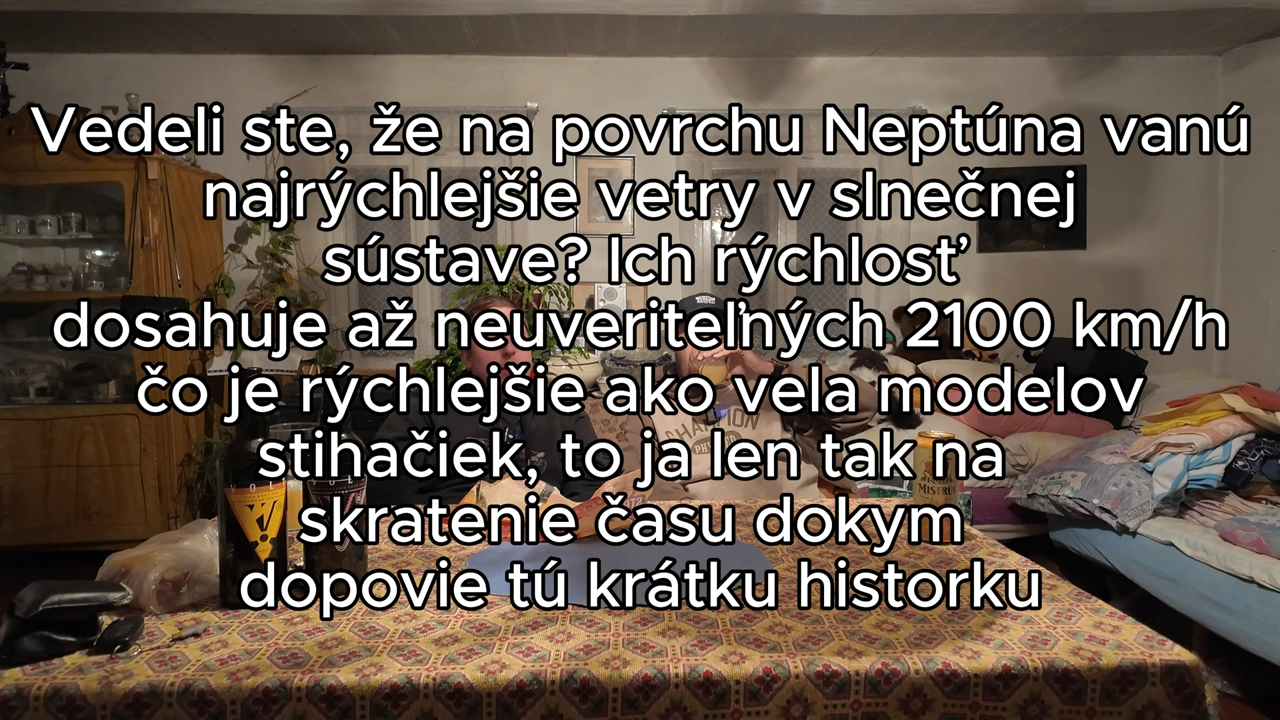 Vedeli ste, že na povrchu Neptúna vanú
najrýchlejšie vetry v slnečnej
sústave? Ich rýchlosť
dosahuje až neuveriteľných 2100 km/h
čo je rýchlejšie ako vela modelov
stihačiek, to ja len tak na
skratenie času dokym
dopovie tú krátku historku